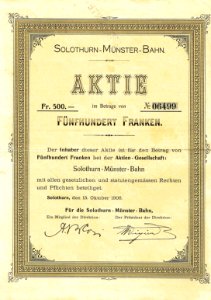 SOLOTHURN-MÜNSTER-BAHN.
AKTIE
Fr. 500.— im Betrage von № 06499
FÜNFHUNDERT FRANKEN.
Der Inhaber dieser Aktie ist für den Betrag von
Fünfhundert Franken bei der Aktien-Gesellschaft:
Solothurn-Münster-Bahn
mit allen gesetzlichen und statutengemässen Rechten
und Pflichten beteiligt.
Solothurn, den 15. Oktober
Für die Solothurn-Münster-Bahn,
Ein Mitglied der Direktion: Der Präsident der Direktion: